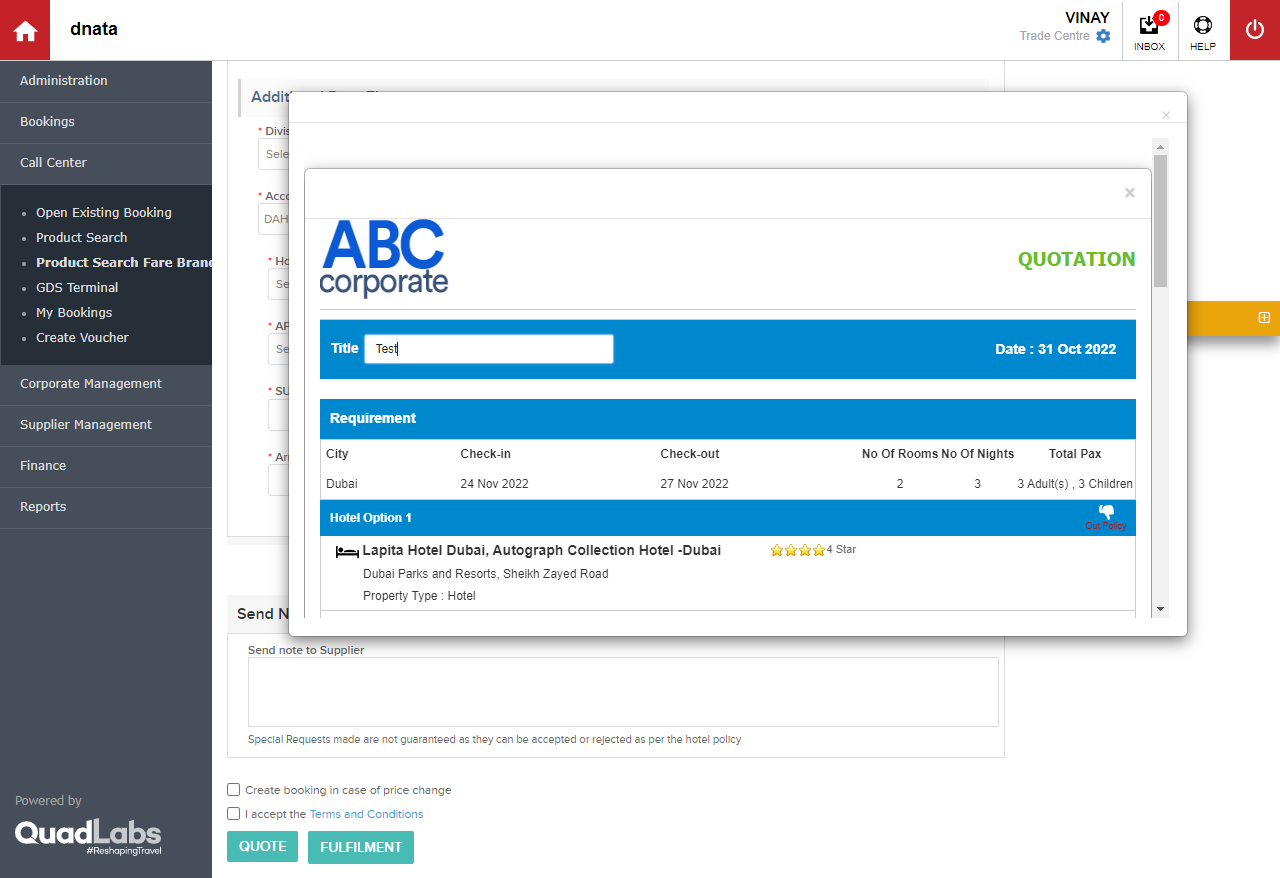 dnata
VINAY
Trade Centre
0
INBOX
HELP
Administration
Bookings
Call Center
Open Existing Booking
Product Search
Product Search Fare Brand
GDS Terminal
My Bookings
Create Voucher
Corporate Management
Supplier Management
Finance
Reports
Powered by
QuadLabs
#ReshapingTravel
* Divis
Sele
* Acco
DAH
* Ho
Se
* AP
Se
* SU
* Arr
×
×
ABC
corporate
QUOTATION
Title Test
Date : 31 Oct 2022
Requirement
City Check-in Check-out No Of Rooms No Of Nights Total Pax
Dubai 24 Nov 2022 27 Nov 2022 2 3 3 Adult(s) , 3 Children
Hotel Option 1
Out Policy
Lapita Hotel Dubai, Autograph Collection Hotel -Dubai 4 Star
Dubai Parks and Resorts, Sheikh Zayed Road
Property Type : Hotel
Send N
Send note to Supplier
Special Requests made are not guaranteed as they can be accepted or rejected as per the hotel policy
Create booking in case of price change
I accept the Terms and Conditions
QUOTE FULFILMENT